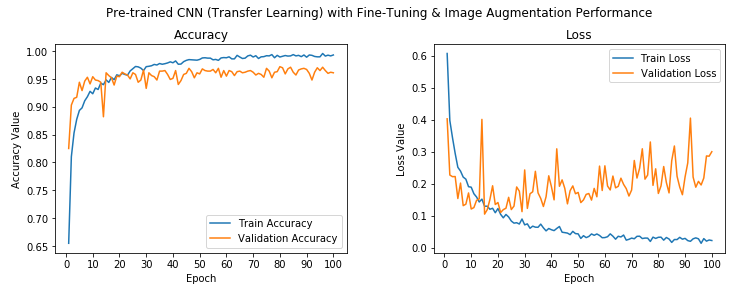 Pre-trained CNN (Transfer Learning) with Fine-Tuning & Image Augmentation Performance
Accuracy
Accuracy Value
1.00
0.95
0.90
0.85
0.80
0.75
0.70
0.65
0 10 20 30 40 50 60 70 80 90 100
Epoch
Train Accuracy
Validation Accuracy
Loss
Loss Value
0.6
0.5
0.4
0.3
0.2
0.1
0.0
0 10 20 30 40 50 60 70 80 90 100
Epoch
Train Loss
Validation Loss